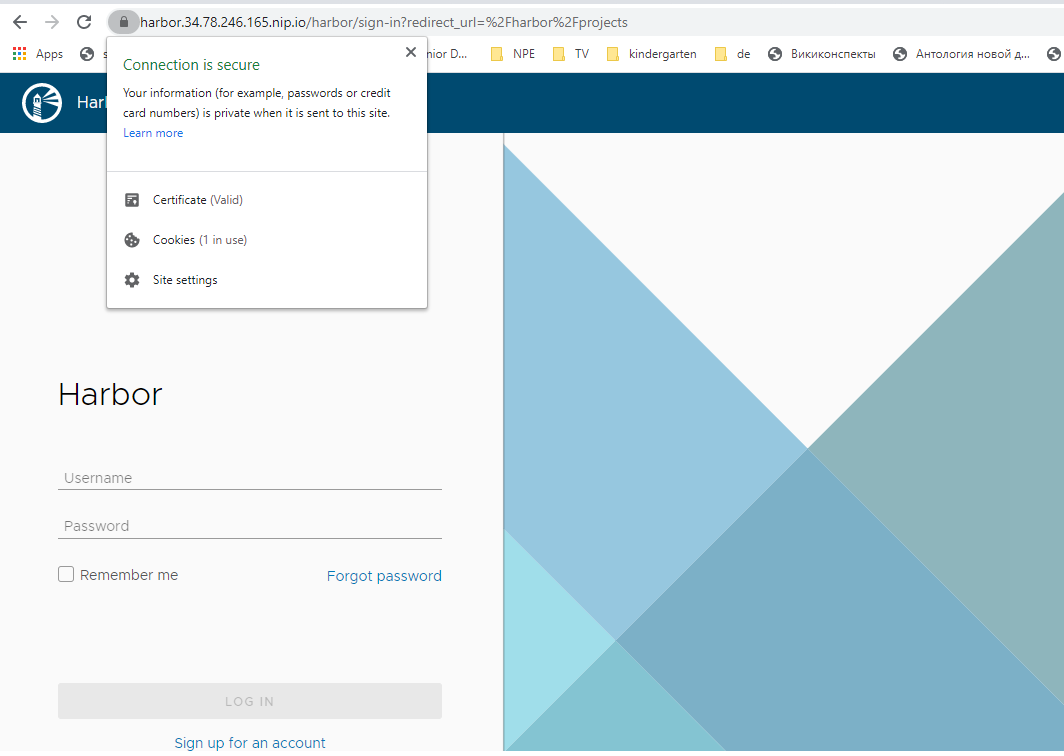 harbor.34.78.246.165.nip.io/harbor/sign-in?redirect_url=%2Fharbor%2Fprojects
Apps s nior D... NPE TV kindergarten de Викиконспекты Антология новой д...
Connection is secure
Your information (for example, passwords or credit
card numbers) is private when it is sent to this site.
Learn more
Harl
Certificate (Valid)
Cookies (1 in use)
Site settings
Harbor
Username
Password
Remember me Forgot password
LOG IN
Sign up for an account